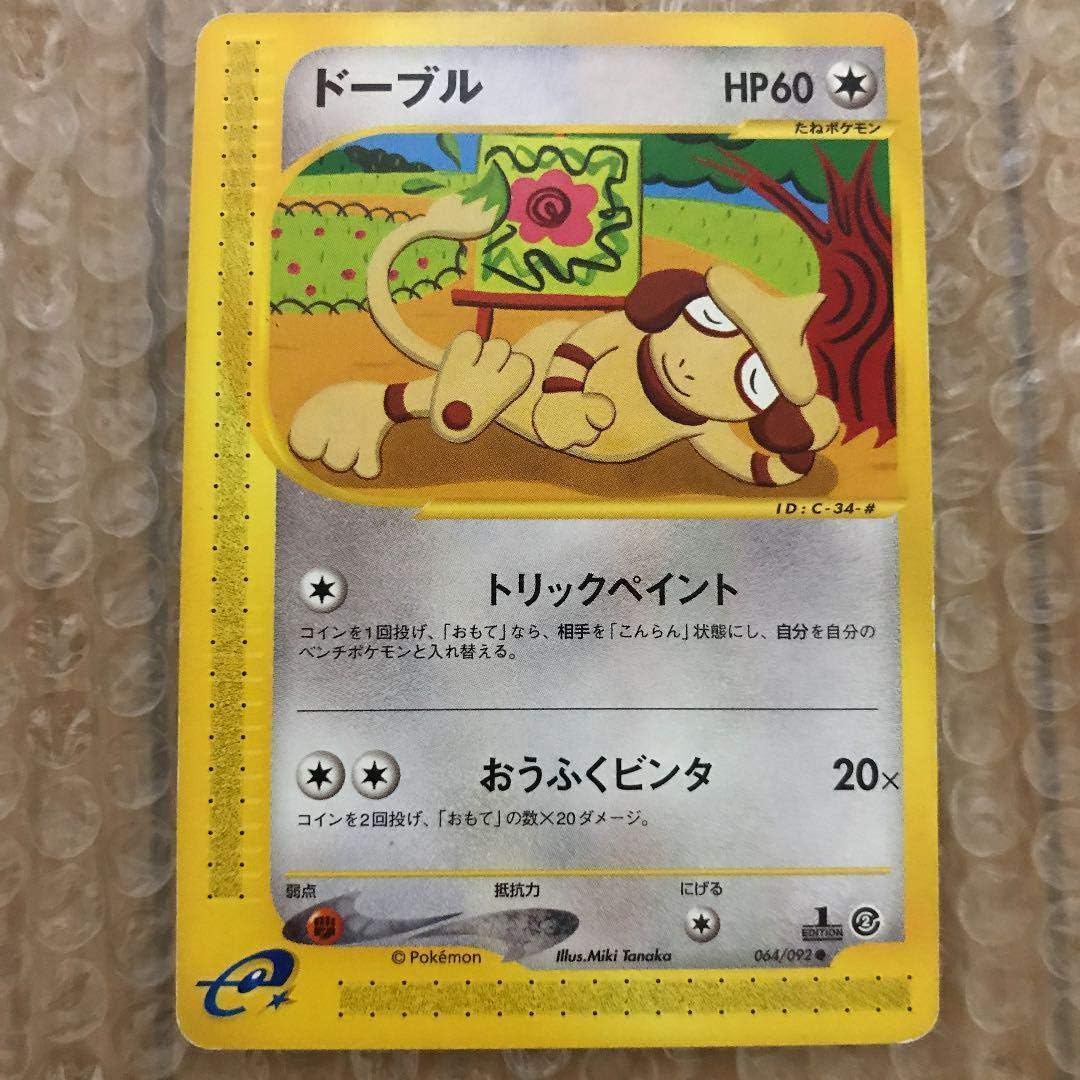 ドーブル
HP60
たねポケモン
ID:C-34-#
トリックペイント
コインを1回投げ、「おもて」なら、相手を「こんらん」状態にし、自分を自分の
ベンチポケモンと入れ替える。
おうふくビンタ 20×
コインを2回投げ、「おもて」の数×20ダメージ。
弱点 抵抗力 にげる
1 EDITION
2
© Pokémon Illus.Miki Tanaka 064/092 ●
e